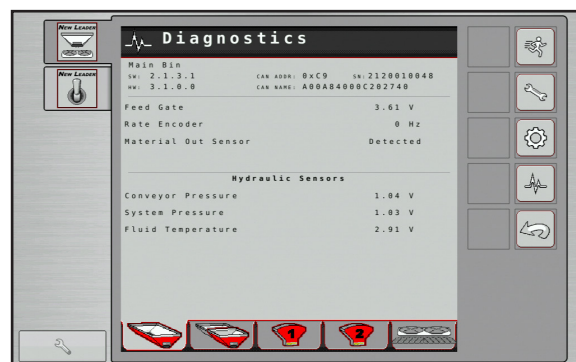 NEW LEADER
NEW LEADER
Diagnostics
Main Bin
SW: 2.1.3.1 CAN ADDR: 0xC9 SN: 2120010048
HW: 3.1.0.0 CAN NAME: A00A84000C202740
Feed Gate 3.61 V
Rate Encoder 0 Hz
Material Out Sensor Detected
Hydraulic Sensors
Conveyor Pressure 1.04 V
System Pressure 1.03 V
Fluid Temperature 2.91 V
1 2